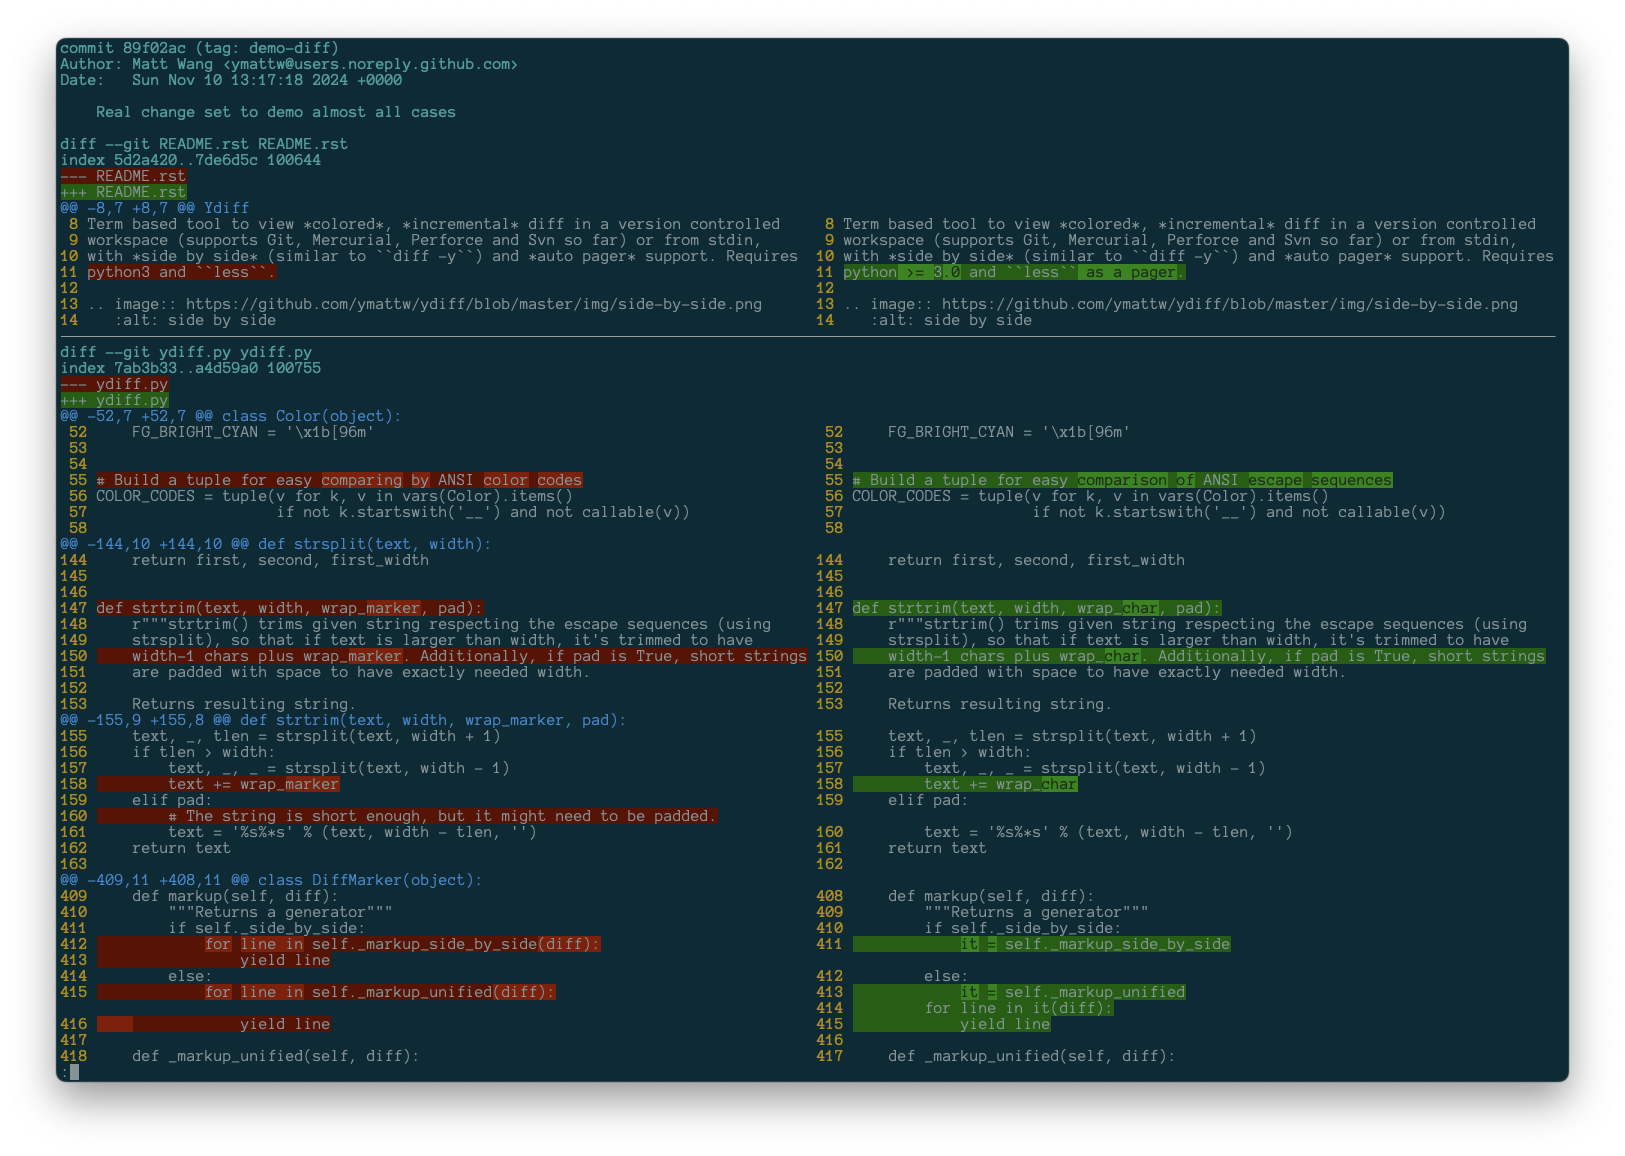 commit 89f02ac (tag: demo-diff)
Author: Matt Wang <ymattw@users.noreply.github.com>
Date:   Sun Nov 10 13:17:18 2024 +0000

    Real change set to demo almost all cases

diff --git README.rst README.rst
index 5d2a420..7de6d5c 100644
--- README.rst
+++ README.rst
@@ -8,7 +8,7 @@ Ydiff
 8 Term based tool to view *colored*, *incremental* diff in a version controlled     8 Term based tool to view *colored*, *incremental* diff in a version controlled
 9 workspace (supports Git, Mercurial, Perforce and Svn so far) or from stdin,       9 workspace (supports Git, Mercurial, Perforce and Svn so far) or from stdin,
10 with *side by side* (similar to ``diff -y``) and *auto pager* support. Requires  10 with *side by side* (similar to ``diff -y``) and *auto pager* support. Requires
11 python3 and ``less``.                                                            11 python >= 3.0 and ``less`` as a pager.
12                                                                                  12
13 .. image:: https://github.com/ymattw/ydiff/blob/master/img/side-by-side.png      13 .. image:: https://github.com/ymattw/ydiff/blob/master/img/side-by-side.png
14    :alt: side by side                                                            14    :alt: side by side
diff --git ydiff.py ydiff.py
index 7ab3b33..a4d59a0 100755
--- ydiff.py
+++ ydiff.py
@@ -52,7 +52,7 @@ class Color(object):
 52     FG_BRIGHT_CYAN = '\x1b[96m'                                                  52     FG_BRIGHT_CYAN = '\x1b[96m'
 53                                                                                  53
 54                                                                                  54
 55 # Build a tuple for easy comparing by ANSI color codes                           55 # Build a tuple for easy comparison of ANSI escape sequences
 56 COLOR_CODES = tuple(v for k, v in vars(Color).items()                            56 COLOR_CODES = tuple(v for k, v in vars(Color).items()
 57                     if not k.startswith('__') and not callable(v))               57                     if not k.startswith('__') and not callable(v))
 58                                                                                  58
@@ -144,10 +144,10 @@ def strsplit(text, width):
144     return first, second, first_width                                           144     return first, second, first_width
145                                                                                 145
146                                                                                 146
147 def strtrim(text, width, wrap_marker, pad):                                     147 def strtrim(text, width, wrap_char, pad):
148     r"""strtrim() trims given string respecting the escape sequences (using     148     r"""strtrim() trims given string respecting the escape sequences (using
149     strsplit), so that if text is larger than width, it's trimmed to have       149     strsplit), so that if text is larger than width, it's trimmed to have
150     width-1 chars plus wrap_marker. Additionally, if pad is True, short strings 150     width-1 chars plus wrap_char. Additionally, if pad is True, short strings
151     are padded with space to have exactly needed width.                         151     are padded with space to have exactly needed width.
152                                                                                 152
153     Returns resulting string.                                                   153     Returns resulting string.
@@ -155,9 +155,8 @@ def strtrim(text, width, wrap_marker, pad):
155     text, _, tlen = strsplit(text, width + 1)                                   155     text, _, tlen = strsplit(text, width + 1)
156     if tlen > width:                                                            156     if tlen > width:
157         text, _, _ = strsplit(text, width - 1)                                  157         text, _, _ = strsplit(text, width - 1)
158         text += wrap_marker                                                     158         text += wrap_char
159     elif pad:                                                                   159     elif pad:
160         # The string is short enough, but it might need to be padded.
161         text = '%s%*s' % (text, width - tlen, '')                               160         text = '%s%*s' % (text, width - tlen, '')
162     return text                                                                 161     return text
163                                                                                 162
@@ -409,11 +408,11 @@ class DiffMarker(object):
409     def markup(self, diff):                                                     408     def markup(self, diff):
410         """Returns a generator"""                                               409         """Returns a generator"""
411         if self._side_by_side:                                                  410         if self._side_by_side:
412             for line in self._markup_side_by_side(diff):                        411             it = self._markup_side_by_side
413                 yield line
414         else:                                                                   412         else:
415             for line in self._markup_unified(diff):                             413             it = self._markup_unified
                                                                                    414         for line in it(diff):
416                 yield line                                                      415             yield line
417                                                                                 416
418     def _markup_unified(self, diff):                                            417     def _markup_unified(self, diff):
: